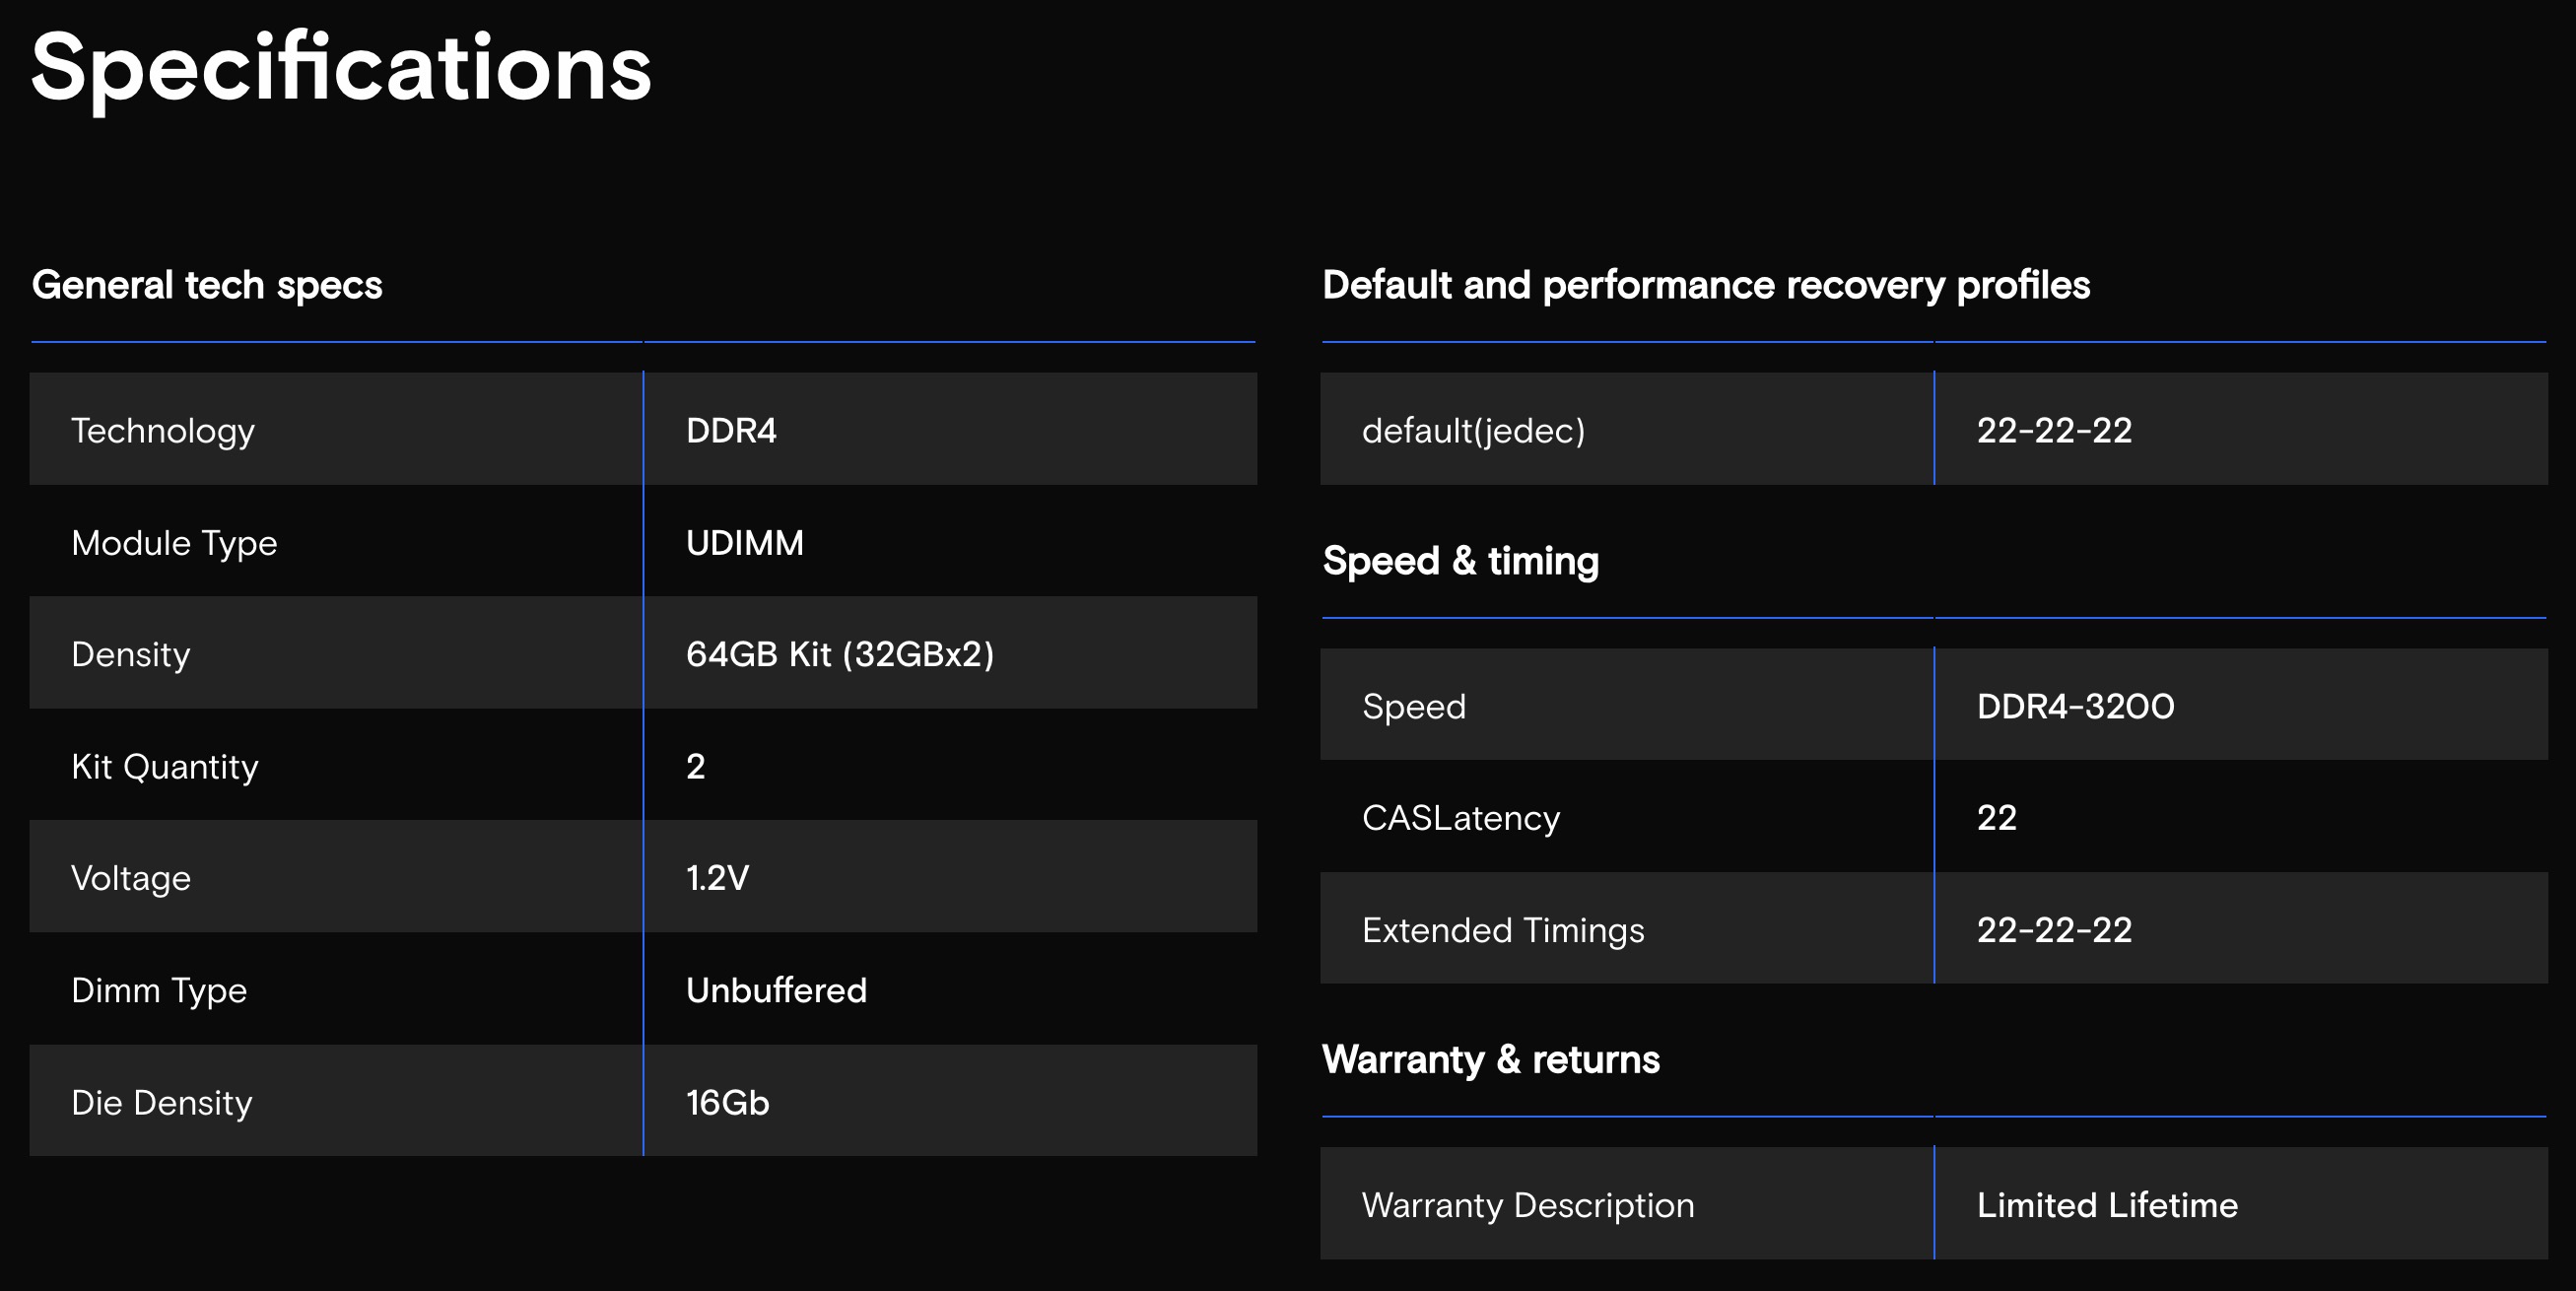 Specifications
General tech specs
Technology DDR4
Module Type UDIMM
Density 64GB Kit (32GBx2)
Kit Quantity 2
Voltage 1.2V
Dimm Type Unbuffered
Die Density 16Gb
Default and performance recovery profiles
default(jedec) 22-22-22
Speed & timing
Speed DDR4-3200
CASLatency 22
Extended Timings 22-22-22
Warranty & returns
Warranty Description Limited Lifetime